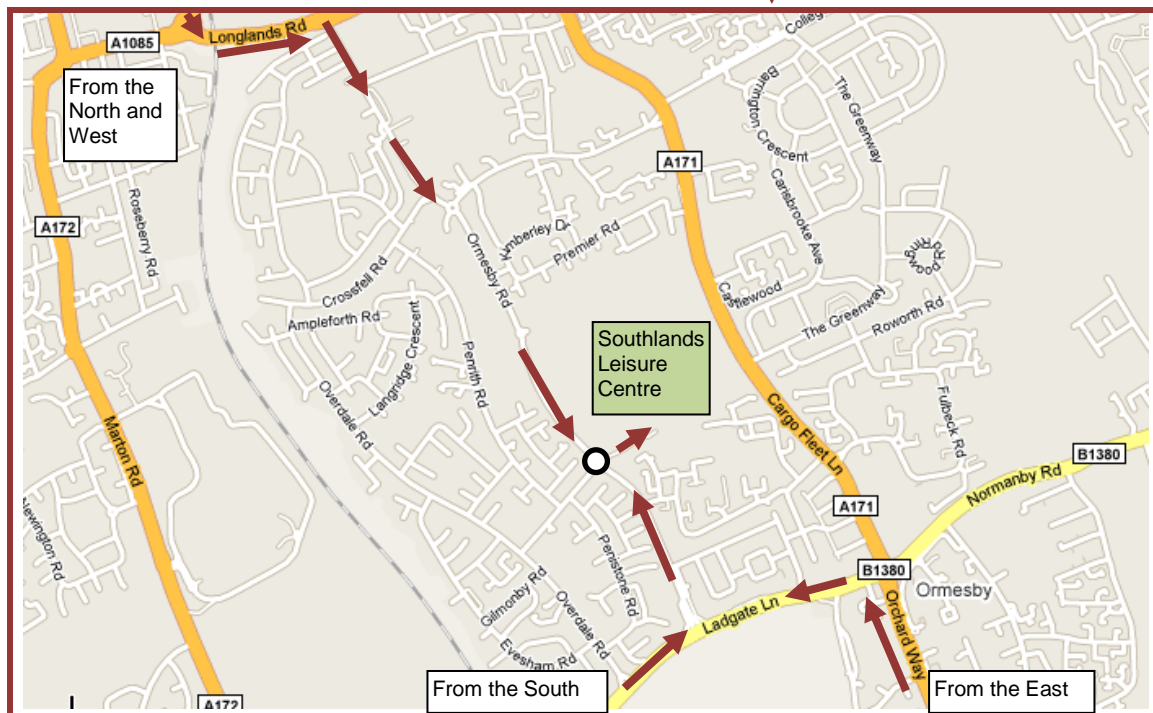 Longlands Rd
A1085
Colleg
From the
North and
West
Barrington Crescent
The Greenway
A171
Roseberry Rd
Carisbrooke Ave
A172
Ormesby Rd
Kimberley D
Premier Rd
Crossfell Rd
Castlewood
Ringwood Rd
Ampleforth Rd
Langridge Crescent
The Greenway
Roworth Rd
Southlands
Leisure
Centre
Penrith Rd
Overdale Rd
Marton Rd
Cargo Fleet Ln
Fulbeck Rd
B1380
Normanby Rd
A171
Newington Rd
Penistone Rd
B1380
Ormesby
Gilmonby Rd
Overdale Rd
Ladgate Ln
Orchard Way
Evesham Rd
From the South
From the East
A172